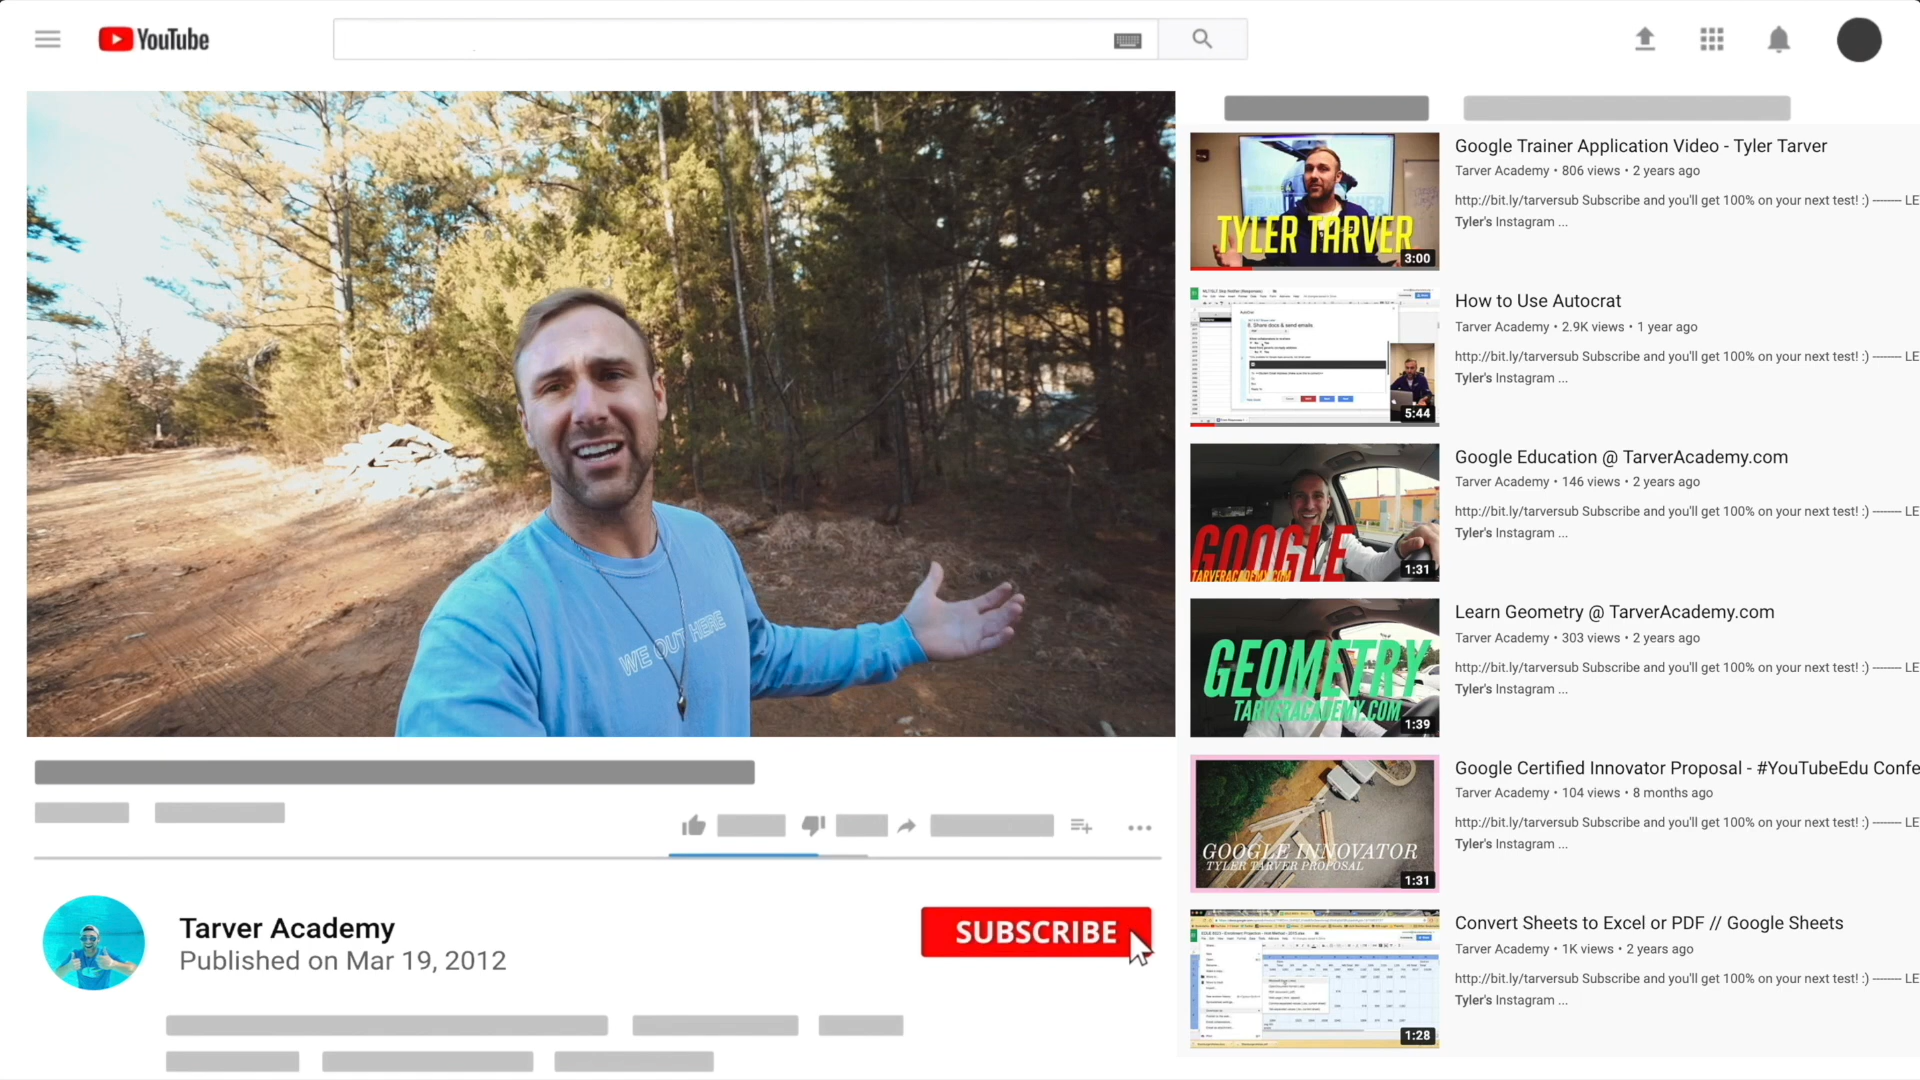 YouTube
WE OUT HERE
Tarver Academy
Published on Mar 19, 2012
SUBSCRIBE
TYLER TARVER
3:00
Google Trainer Application Video - Tyler Tarver
Tarver Academy • 806 views • 2 years ago
http://bit.ly/tarversub Subscribe and you'll get 100% on your next test! :) -------- LE
Tyler's Instagram ...
8. Share docs & send emails
5:44
How to Use Autocrat
Tarver Academy • 2.9K views • 1 year ago
http://bit.ly/tarversub Subscribe and you'll get 100% on your next test! :) -------- LE
Tyler's Instagram ...
GOOGLE
TARVERACADEMY.COM
1:31
Google Education @ TarverAcademy.com
Tarver Academy • 146 views • 2 years ago
http://bit.ly/tarversub Subscribe and you'll get 100% on your next test! :) -------- LE
Tyler's Instagram ...
GEOMETRY
TARVERACADEMY.COM
1:39
Learn Geometry @ TarverAcademy.com
Tarver Academy • 303 views • 2 years ago
http://bit.ly/tarversub Subscribe and you'll get 100% on your next test! :) -------- LE
Tyler's Instagram ...
GOOGLE INNOVATOR
TYLER TARVER PROPOSAL
1:31
Google Certified Innovator Proposal - #YouTubeEdu Confe
Tarver Academy • 104 views • 8 months ago
http://bit.ly/tarversub Subscribe and you'll get 100% on your next test! :) -------- LE
Tyler's Instagram ...
1:28
Convert Sheets to Excel or PDF // Google Sheets
Tarver Academy • 1K views • 2 years ago
http://bit.ly/tarversub Subscribe and you'll get 100% on your next test! :) -------- LE
Tyler's Instagram ...